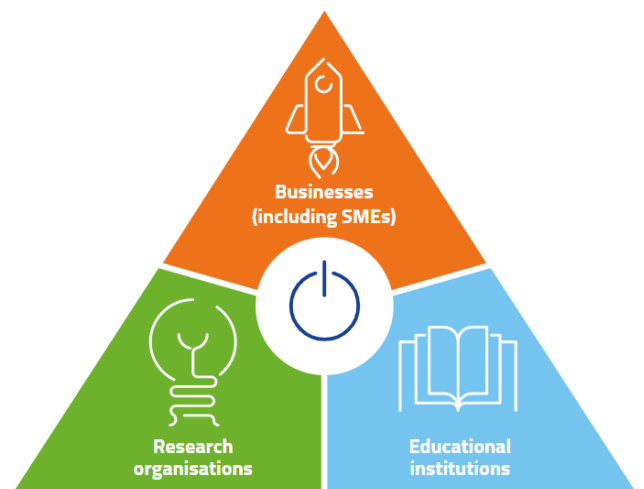 Businesses
(including SMEs)
Research
organisations
Educational
institutions